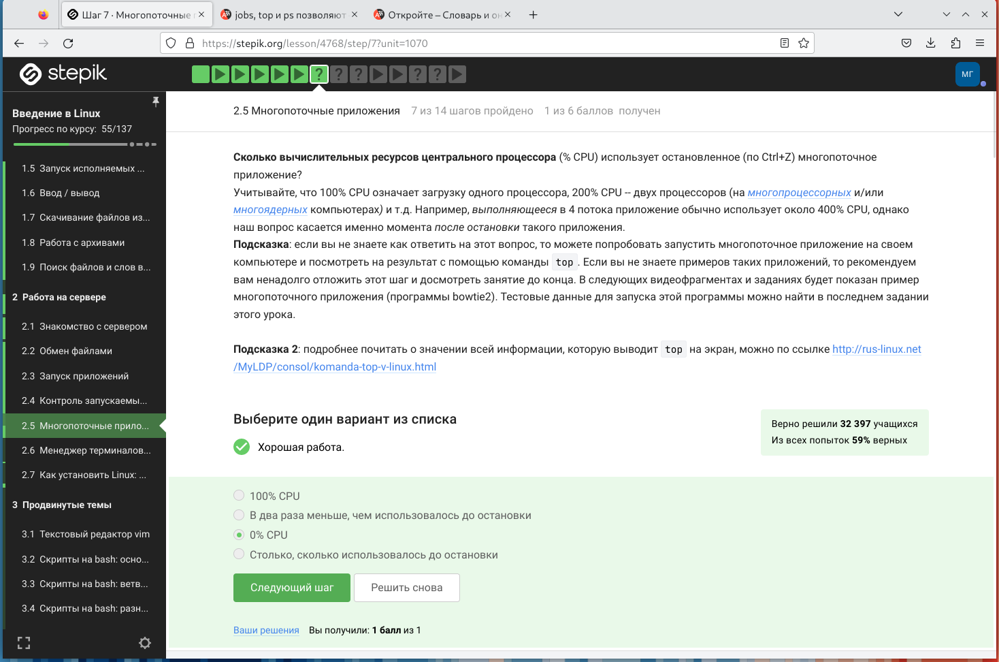 Шаг 7 · Многопоточные
jobs, top и ps позволяют
Откройте – Словарь и он
https://stepik.org/lesson/4768/step/7?unit=1070
stepik
? ? ? ? ?
МГ
Введение в Linux
Прогресс по курсу: 55/137
1.5 Запуск исполняемых ...
1.6 Ввод / вывод
1.7 Скачивание файлов из...
1.8 Работа с архивами
1.9 Поиск файлов и слов в...
2 Работа на сервере
2.1 Знакомство с сервером
2.2 Обмен файлами
2.3 Запуск приложений
2.4 Контроль запускаемы...
2.5 Многопоточные прило...
2.6 Менеджер терминалов...
2.7 Как установить Linux: ...
3 Продвинутые темы
3.1 Текстовый редактор vim
3.2 Скрипты на bash: осно...
3.3 Скрипты на bash: ветв...
3.4 Скрипты на bash: разн...
2.5 Многопоточные приложения 7 из 14 шагов пройдено 1 из 6 баллов получен
Сколько вычислительных ресурсов центрального процессора (% CPU) использует остановленное (по Ctrl+Z) многопоточное
приложение?
Учитывайте, что 100% CPU означает загрузку одного процессора, 200% CPU -- двух процессоров (на многопроцессорных и/или
многоядерных компьютерах) и т.д. Например, выполняющееся в 4 потока приложение обычно использует около 400% CPU, однако
наш вопрос касается именно момента после остановки такого приложения.
Подсказка: если вы не знаете как ответить на этот вопрос, то можете попробовать запустить многопоточное приложение на своем
компьютере и посмотреть на результат с помощью команды top. Если вы не знаете примеров таких приложений, то рекомендуем
вам ненадолго отложить этот шаг и досмотреть занятие до конца. В следующих видеофрагментах и заданиях будет показан пример
многопоточного приложения (программы bowtie2). Тестовые данные для запуска этой программы можно найти в последнем задании
этого урока.
Подсказка 2: подробнее почитать о значении всей информации, которую выводит top на экран, можно по ссылке http://rus-linux.net
/MyLDP/consol/komanda-top-v-linux.html
Выберите один вариант из списка
Хорошая работа.
Верно решили 32 397 учащихся
Из всех попыток 59% верных
100% CPU
В два раза меньше, чем использовалось до остановки
0% CPU
Столько, сколько использовалось до остановки
Следующий шаг
Решить снова
Ваши решения Вы получили: 1 балл из 1